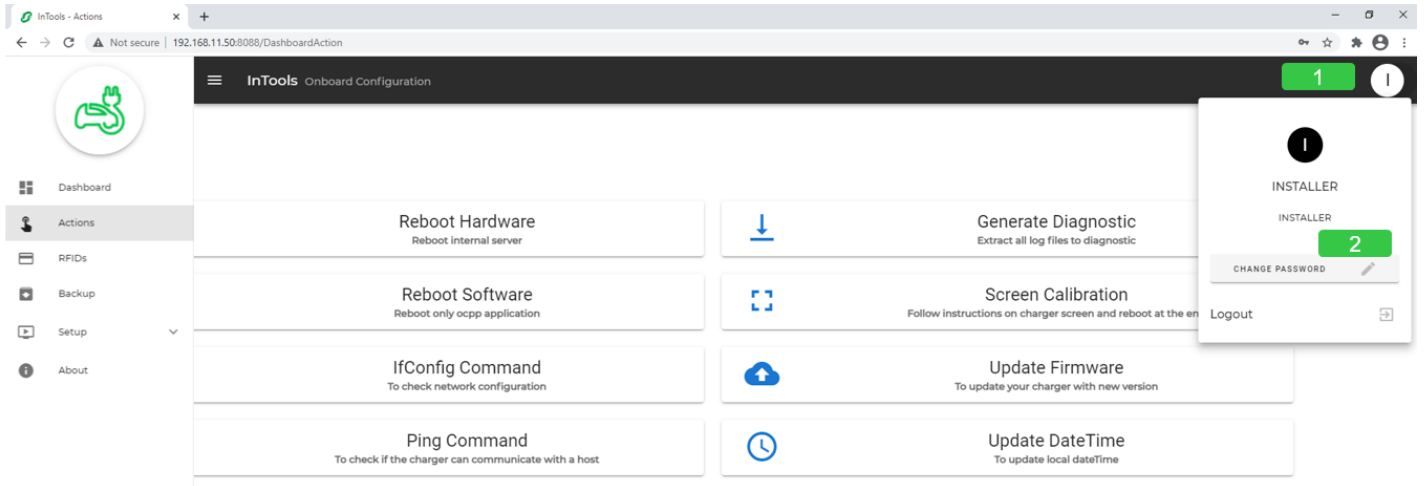 InTools - Actions
Not secure | 192.168.11.50:8088/DashboardAction
InTools Onboard Configuration
1
I
I
INSTALLER
INSTALLER
2
CHANGE PASSWORD
Logout
Dashboard
Actions
RFIDs
Backup
Setup
About
Reboot Hardware
Reboot internal server
Generate Diagnostic
Extract all log files to diagnostic
Reboot Software
Reboot only ocpp application
Screen Calibration
Follow instructions on charger screen and reboot at the en
IfConfig Command
To check network configuration
Update Firmware
To update your charger with new version
Ping Command
To check if the charger can communicate with a host
Update DateTime
To update local dateTime